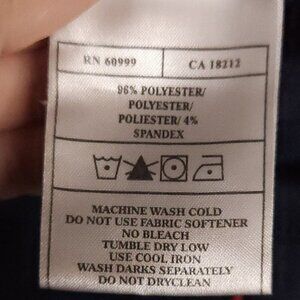 RN 60999
CA 18212
96% POLYESTER/
POLYESTER/
POLIESTER/ 4%
SPANDEX
MACHINE WASH COLD
DO NOT USE FABRIC SOFTENER
NO BLEACH
TUMBLE DRY LOW
USE COOL IRON
WASH DARKS SEPARATELY
DO NOT DRYCLEAN